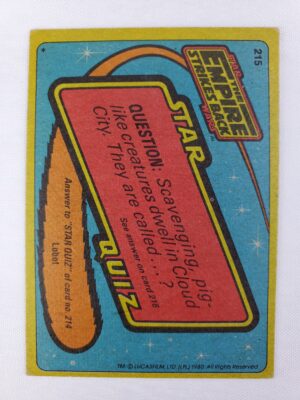 215
STAR
THE
EMPIRE
STRIKES BACK
WARS
STAR
QUESTION: Scavenging, pig-
like creatures dwell in Cloud
City. They are called . . . ?
See answer on card 216
QUIZ
Answer to "STAR QUIZ" of card no. 214
Lobot
TM: © LUCASFILM, LTD. (LFL) 1980. All Rights Reserved
*